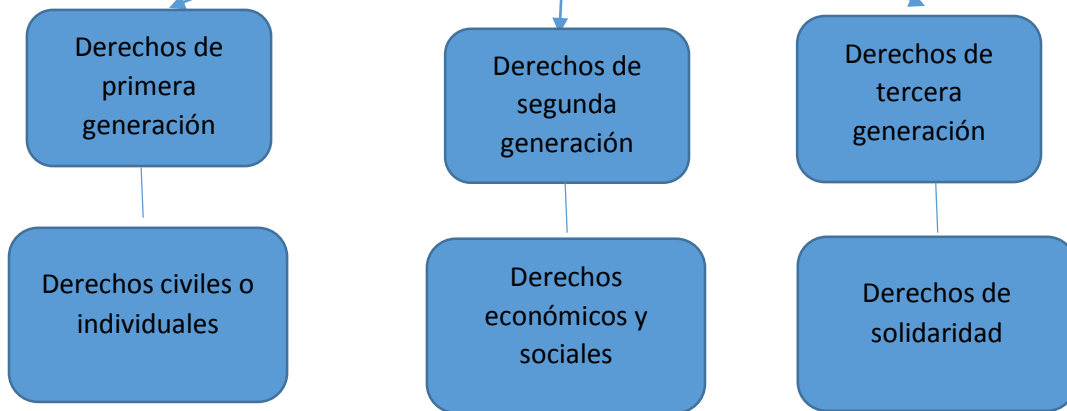 Derechos de
primera
generación
Derechos de
segunda
generación
Derechos de
tercera
generación
Derechos civiles o
individuales
Derechos
económicos y
sociales
Derechos de
solidaridad